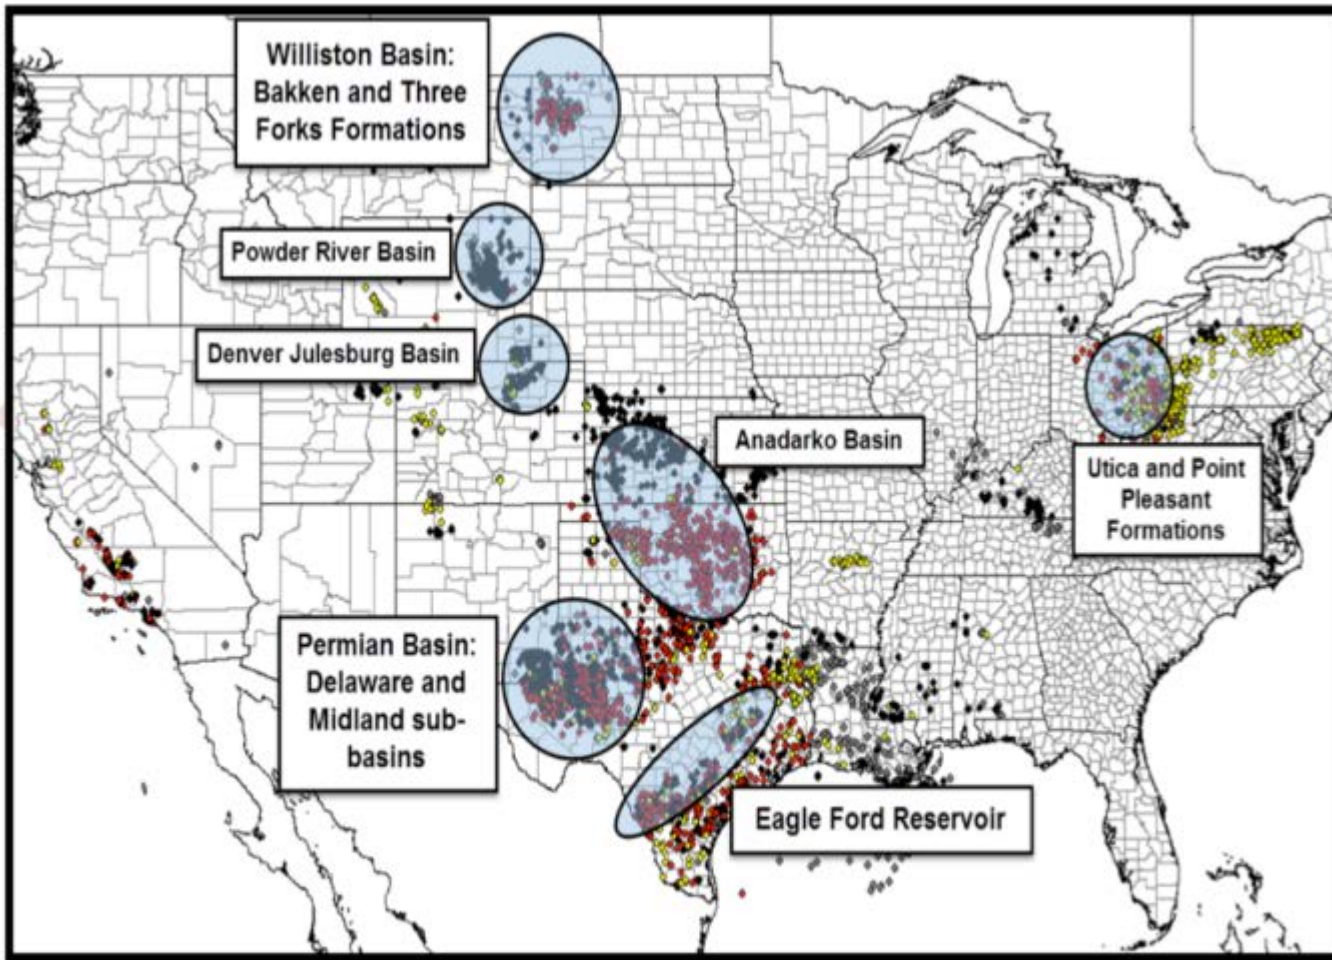 Williston Basin:
Bakken and Three
Forks Formations
Powder River Basin
Denver Julesburg Basin
Anadarko Basin
Utica and Point
Pleasant
Formations
Permian Basin:
Delaware and
Midland sub-
basins
Eagle Ford Reservoir